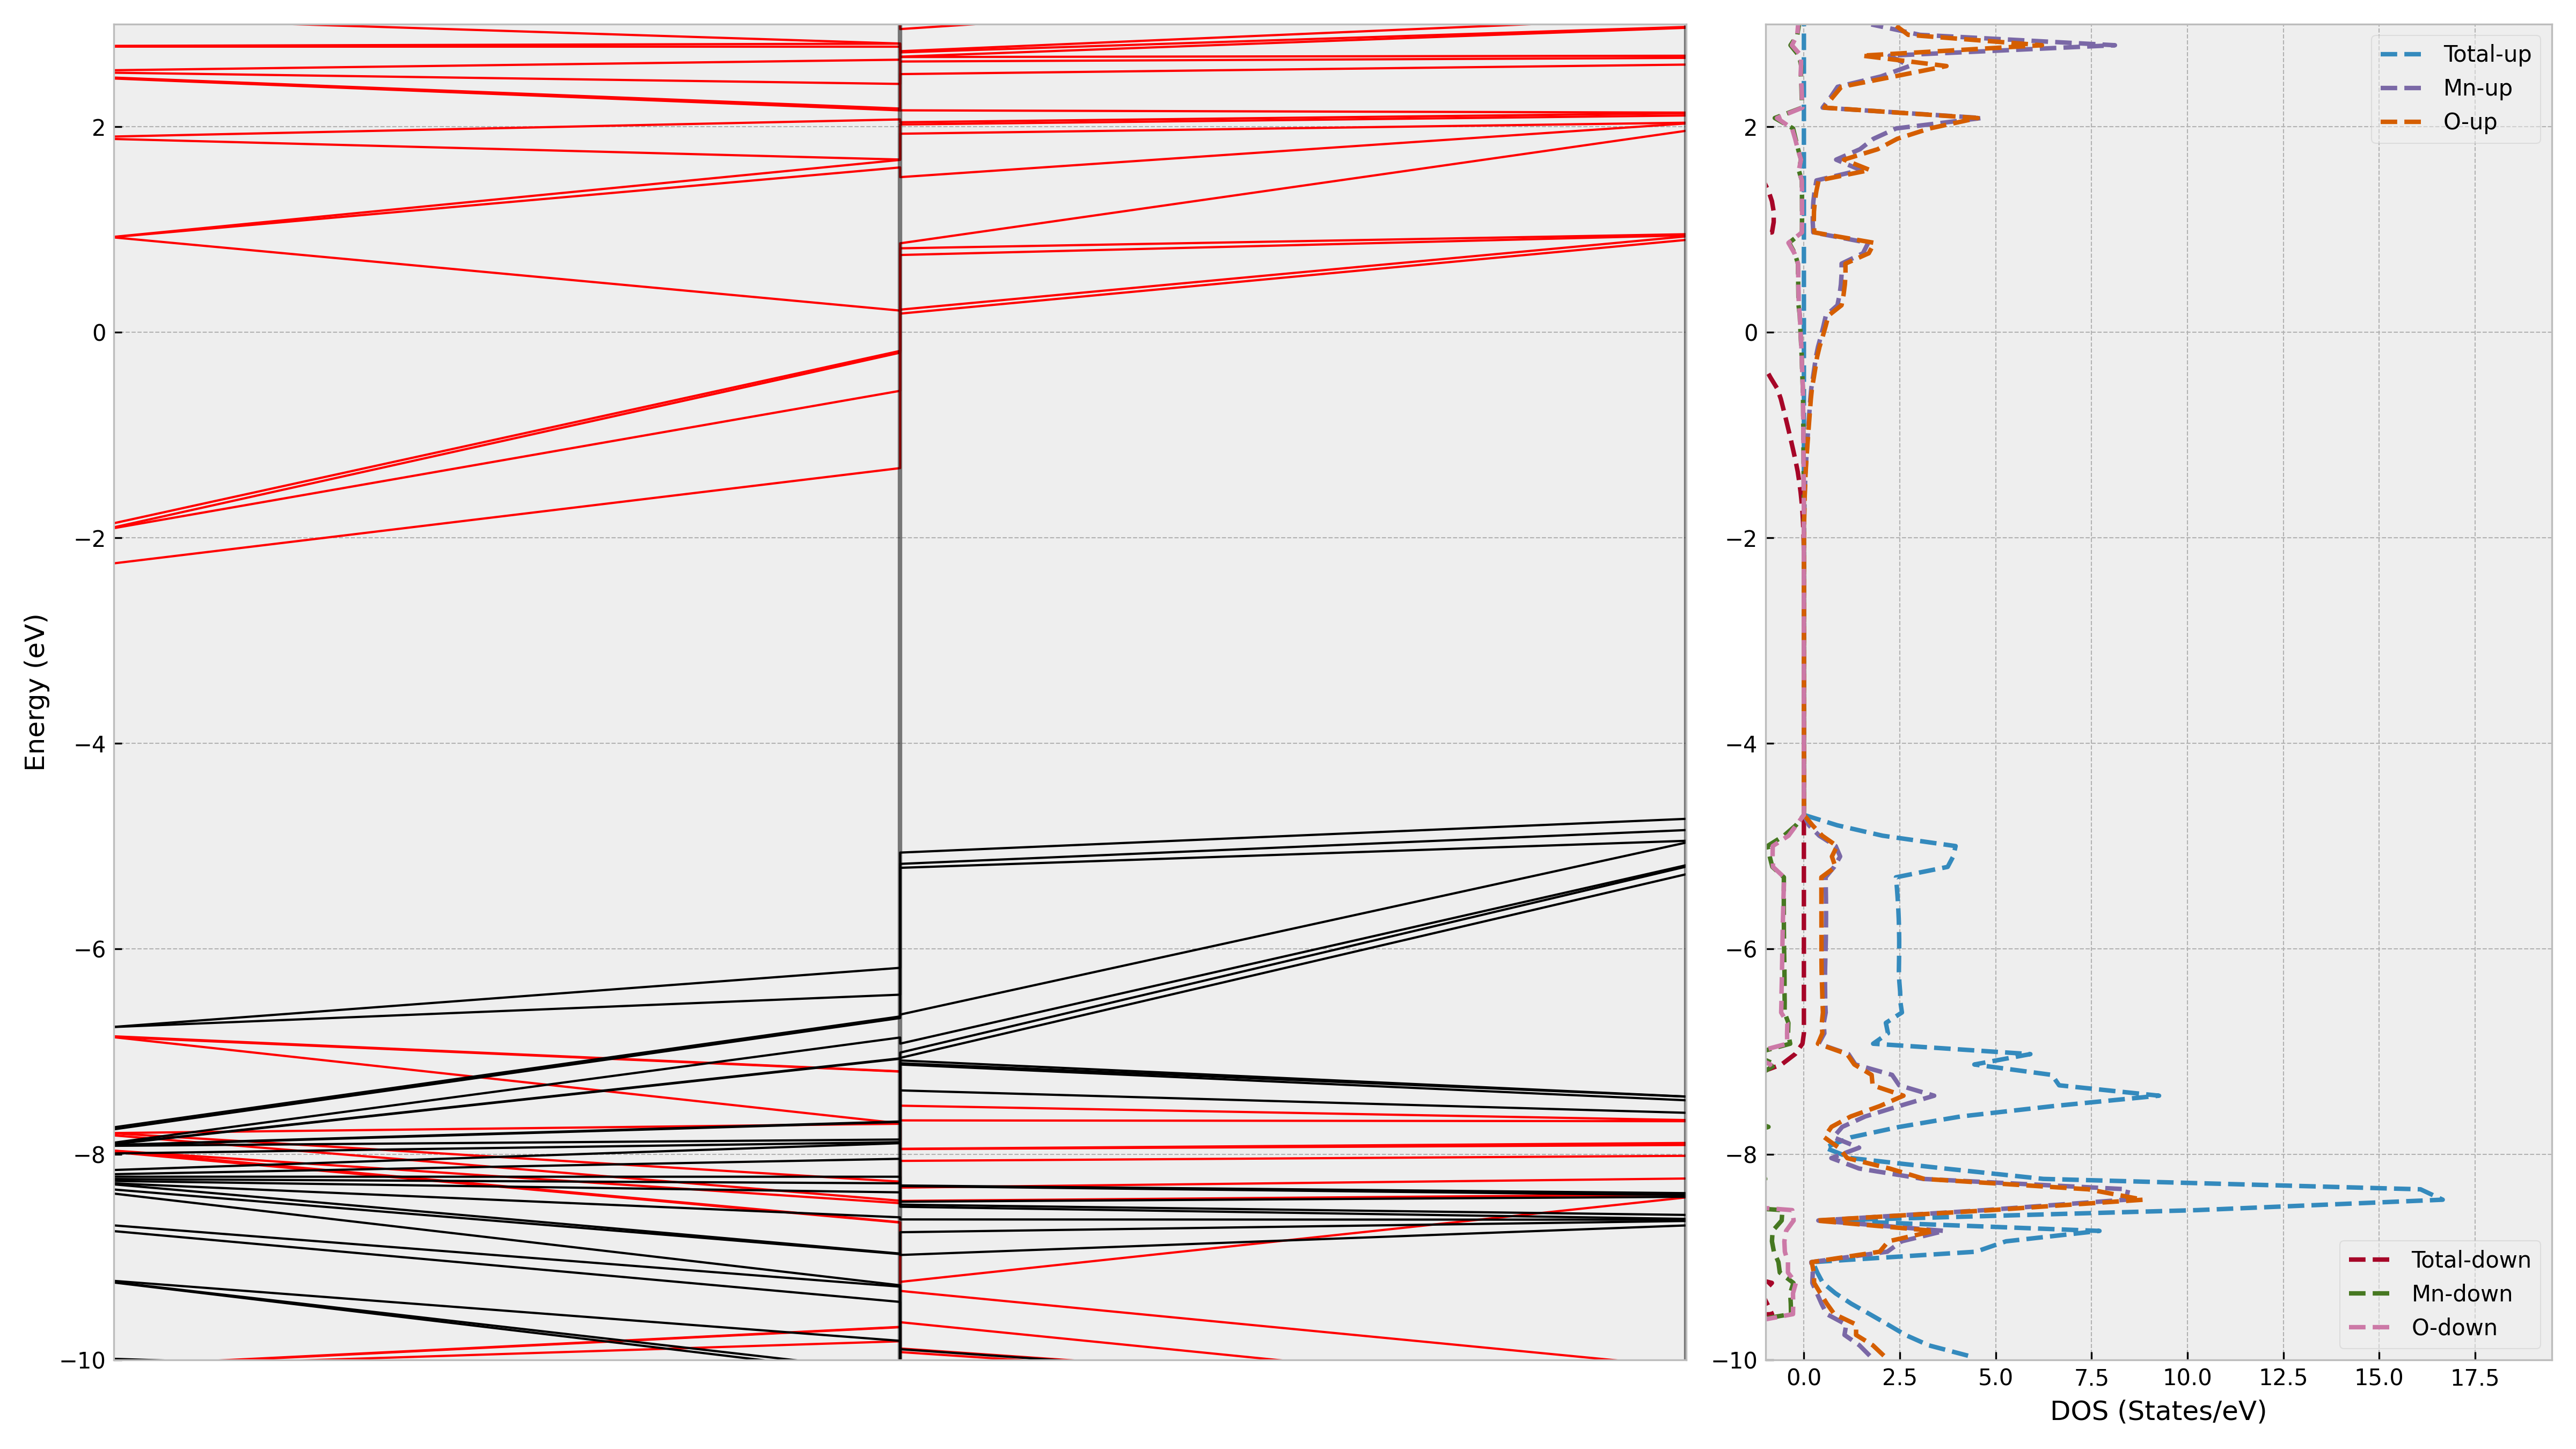 Energy (eV)
2
0
−2
−4
−6
−8
−10
2
0
−2
−4
−6
−8
−10
Total-up
Mn-up
O-up
Total-down
Mn-down
O-down
0.0 2.5 5.0 7.5 10.0 12.5 15.0 17.5
DOS (States/eV)